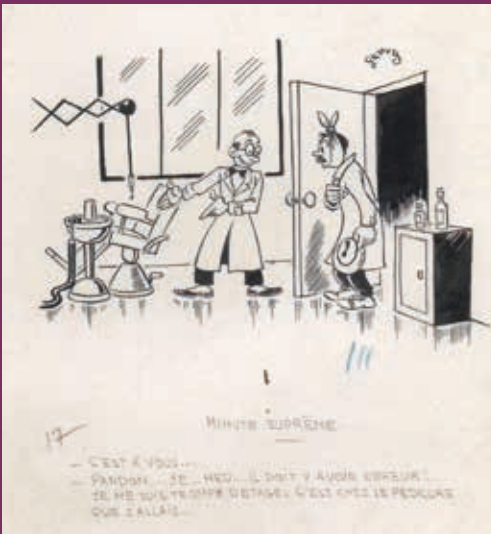 17
MINUTE SUPRÊME
- C'EST À VOUS...
- PARDON... JE... HEU... IL DOIT Y AVOIR ERREUR!...
JE ME SUIS TROMPÉ D'ÉTAGE, C'EST CHEZ LE PÉDICURE
QUE J'ALLAIS...